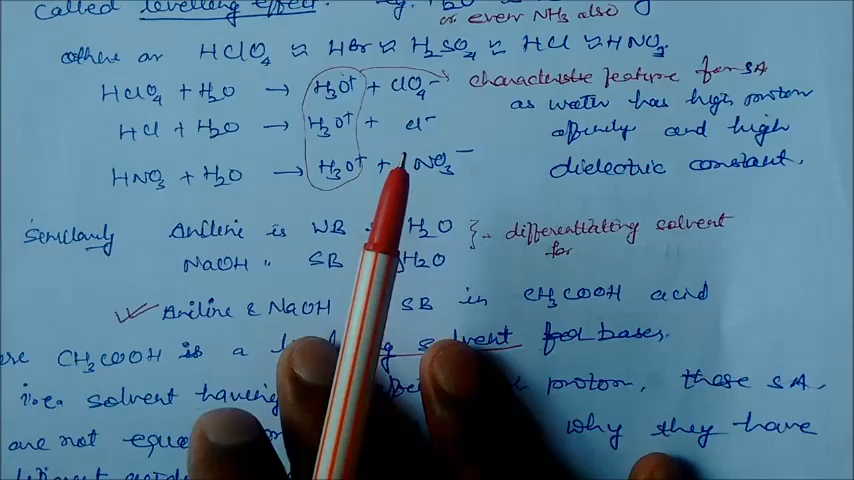 called levelling effect.
or even NH3 also
others as HClO4 ≈ HBr ≈ H2SO4 ≈ HCl ≈ HNO3.
HClO4 + H2O → H3O+ + ClO4-
characteristic feature for SA
HCl + H2O → H3O+ + Cl-
as water has high proton
affinity and high
HNO3 + H2O → H3O+ + NO3-
dielectric constant.
Similarly Aniline is WB H2O
}. differentiating solvent
for
NaOH " SB H2O
Aniline & NaOH SB in CH3COOH acid
CH3COOH is a solvent for bases.
i.e. solvent having proton, these SA
are not why they have